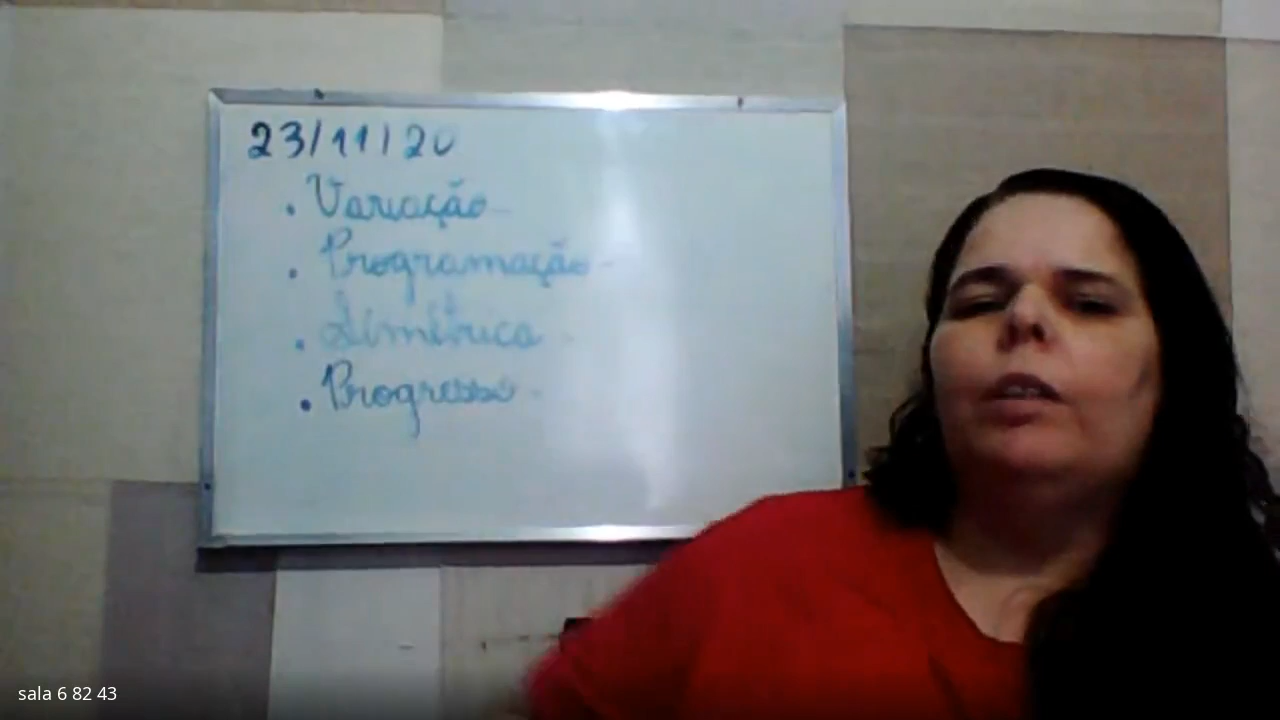 23/11/20
. Variação
. Programação
. Simétrica
. Progresso
sala 6 82 43